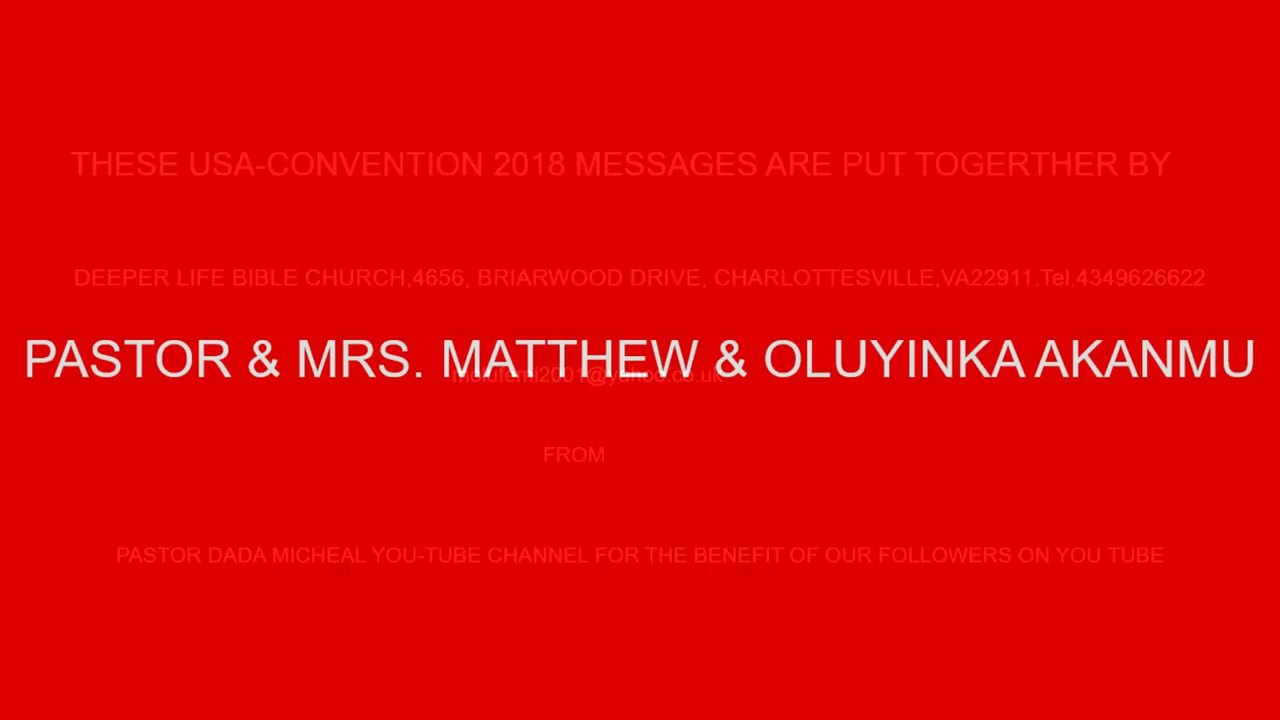 THESE USA-CONVENTION 2018 MESSAGES ARE PUT TOGERTHER BY
DEEPER LIFE BIBLE CHURCH,4656, BRIARWOOD DRIVE, CHARLOTTESVILLE,VA22911.Tel.4349626622
PASTOR & MRS. MATTHEW & OLUYINKA AKANMU
FROM
PASTOR DADA MICHEAL YOU-TUBE CHANNEL FOR THE BENEFIT OF OUR FOLLOWERS ON YOU TUBE